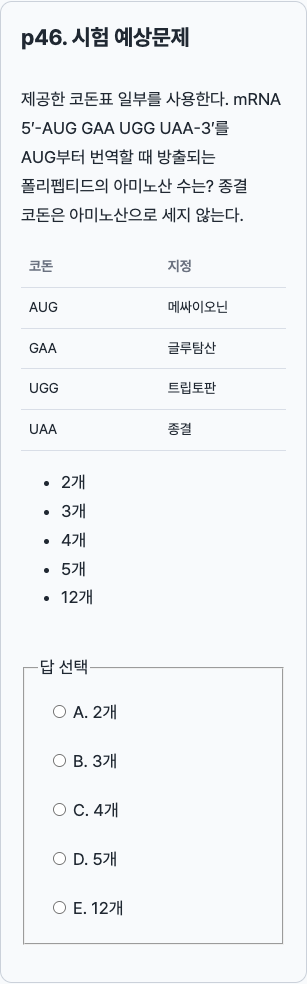 p46. 시험 예상문제
제공한 코돈표 일부를 사용한다. mRNA
5′-AUG GAA UGG UAA-3′를
AUG부터 번역할 때 방출되는
폴리펩티드의 아미노산 수는? 종결
코돈은 아미노산으로 세지 않는다.
코돈 지정
AUG 메싸이오닌
GAA 글루탐산
UGG 트립토판
UAA 종결
• 2개
• 3개
• 4개
• 5개
• 12개
답 선택
A. 2개
B. 3개
C. 4개
D. 5개
E. 12개